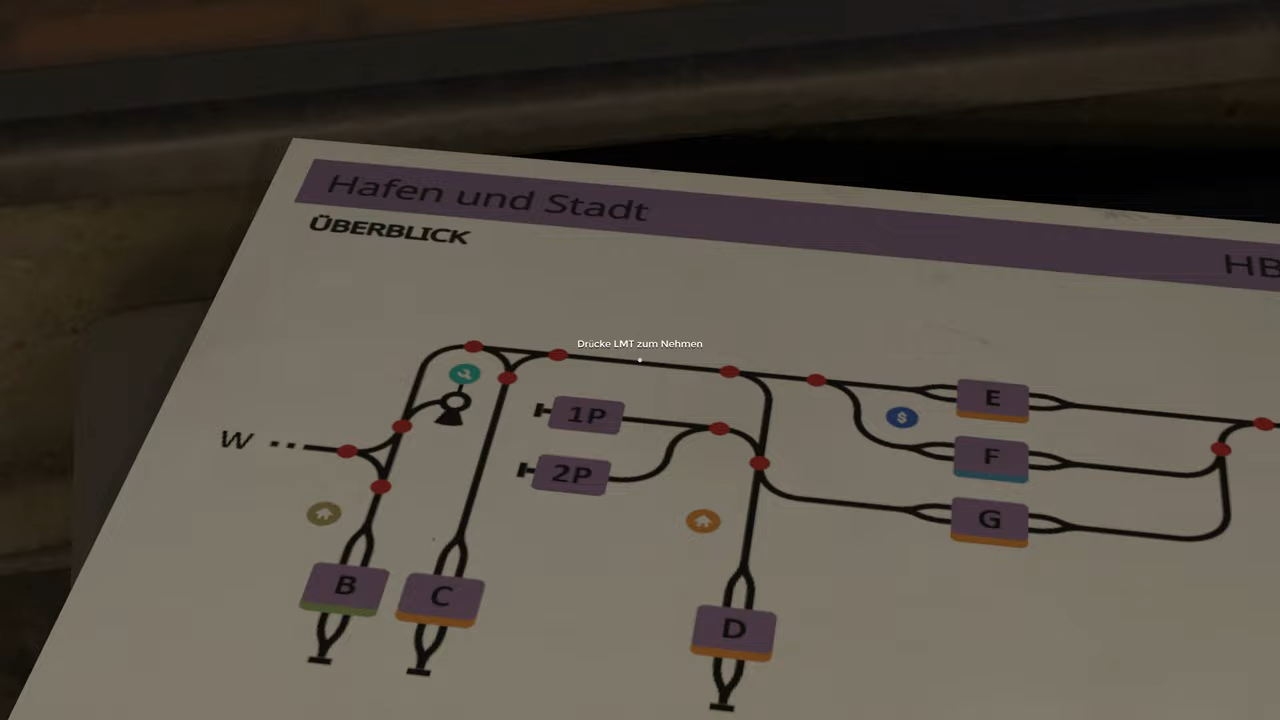 Hafen und Stadt
HB
ÜBERBLICK
Drücke LMT zum Nehmen
E
$
1P
F
W
2P
G
B
C
D